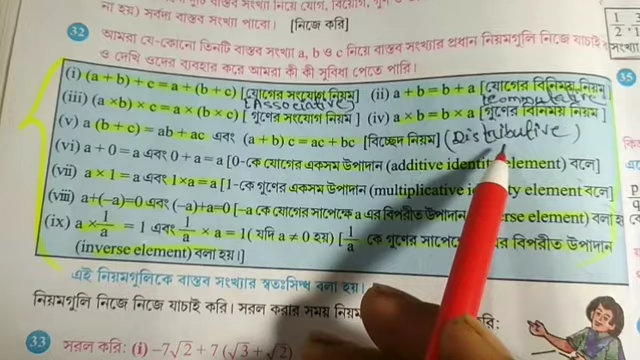 না হয়) সর্বদা বাস্তব সংখ্যা পাবো। [নিজে করি]
32 আমরা যে-কোনো তিনটি বাস্তব সংখ্যা a, b ও c নিয়ে বাস্তব সংখ্যার প্রধান নিয়মগুলি নিজে যাচাই
ও দেখি ওদের ব্যবহার করে আমরা কী কী সুবিধা পেতে পারি।
(i) (a + b) + c = a + (b + c) [যোগের সংযোগ নিয়ম] (ii) a + b = b + a [যোগের বিনিময় নিয়ম]
(Associative)
(iii) (a × b) × c = a × (b × c) [গুণের সংযোগ নিয়ম] (iv) a × b = b × a [গুণের বিনিময় নিয়ম]
(v) a (b + c) = ab + ac এবং (a + b) c = ac + bc [বিচ্ছেদ নিয়ম] (Distributive)
(vi) a + 0 = a এবং 0 + a = a [0-কে যোগের একসম উপাদান (additive identity element) বলে]
(vii) a × 1 = a এবং 1 × a = a [1-কে গুণের একসম উপাদান (multiplicative identity element) বলে]
(viii) a+(–a)=0 এবং (–a)+a=0 [–a কে যোগের সাপেক্ষে a এর বিপরীত উপাদান element) বলা হয়
(ix) a × 1/a = 1 এবং 1/a × a = 1 ( যদি a ≠ 0 হয়) [1/a কে গুণের বিপরীত উপাদান
(inverse element) বলা হয়।]
এই নিয়মগুলিকে বাস্তব সংখ্যার স্বতঃসিদ্ধ বলা হয়।
নিয়মগুলি নিজে নিজে যাচাই করি। সরল করার সময় নিয়ম
33 সরল করি: (i) –7√2 + 7 (√3 + √2)
35